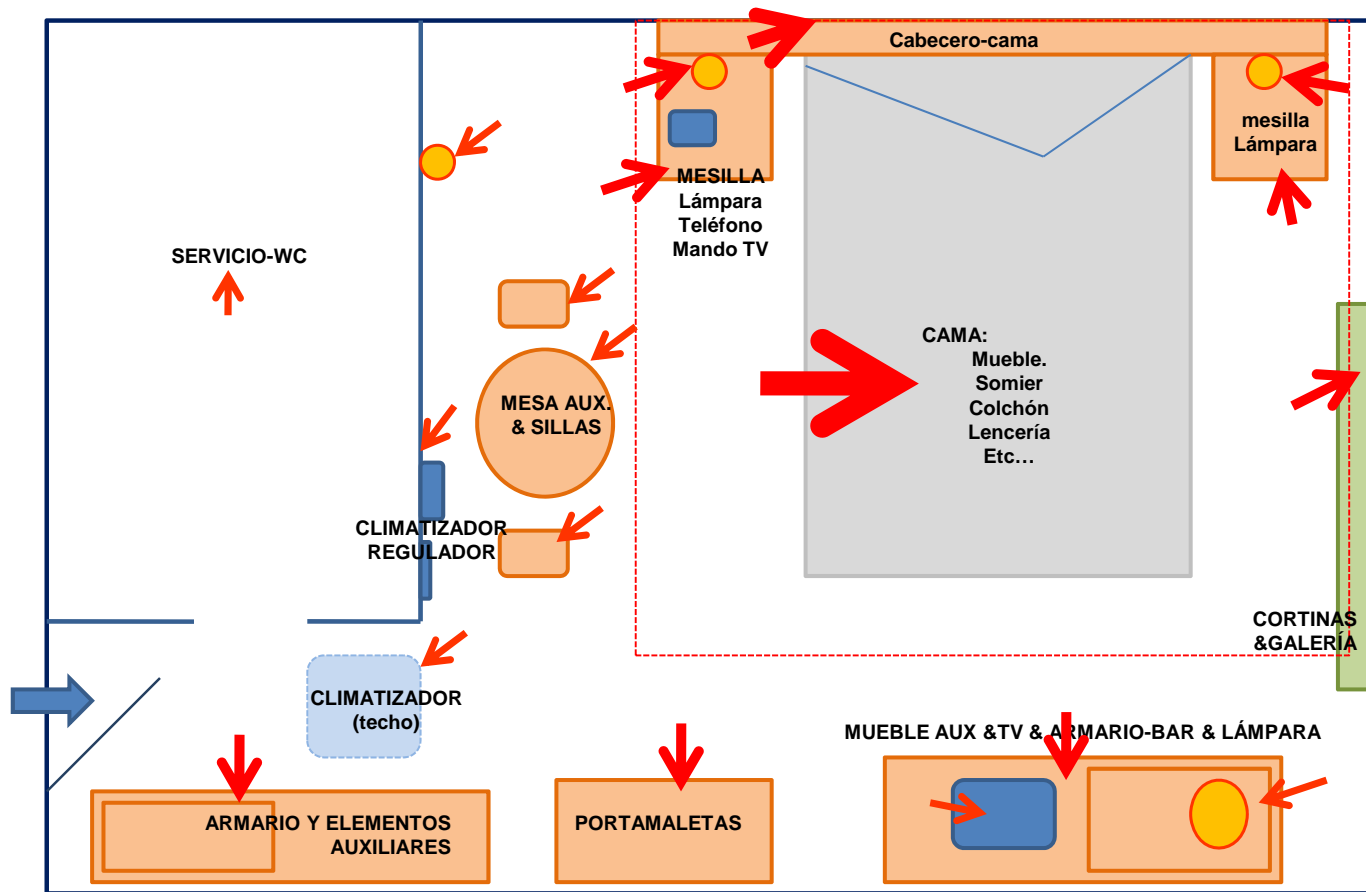 Cabecero-cama
mesilla
Lámpara
MESILLA
Lámpara
Teléfono
Mando TV
SERVICIO-WC
CAMA:
Mueble.
Somier
Colchón
Lencería
Etc…
MESA AUX.
& SILLAS
CLIMATIZADOR
REGULADOR
CORTINAS
&GALERÍA
CLIMATIZADOR
(techo)
MUEBLE AUX &TV & ARMARIO-BAR & LÁMPARA
ARMARIO Y ELEMENTOS
AUXILIARES
PORTAMALETAS